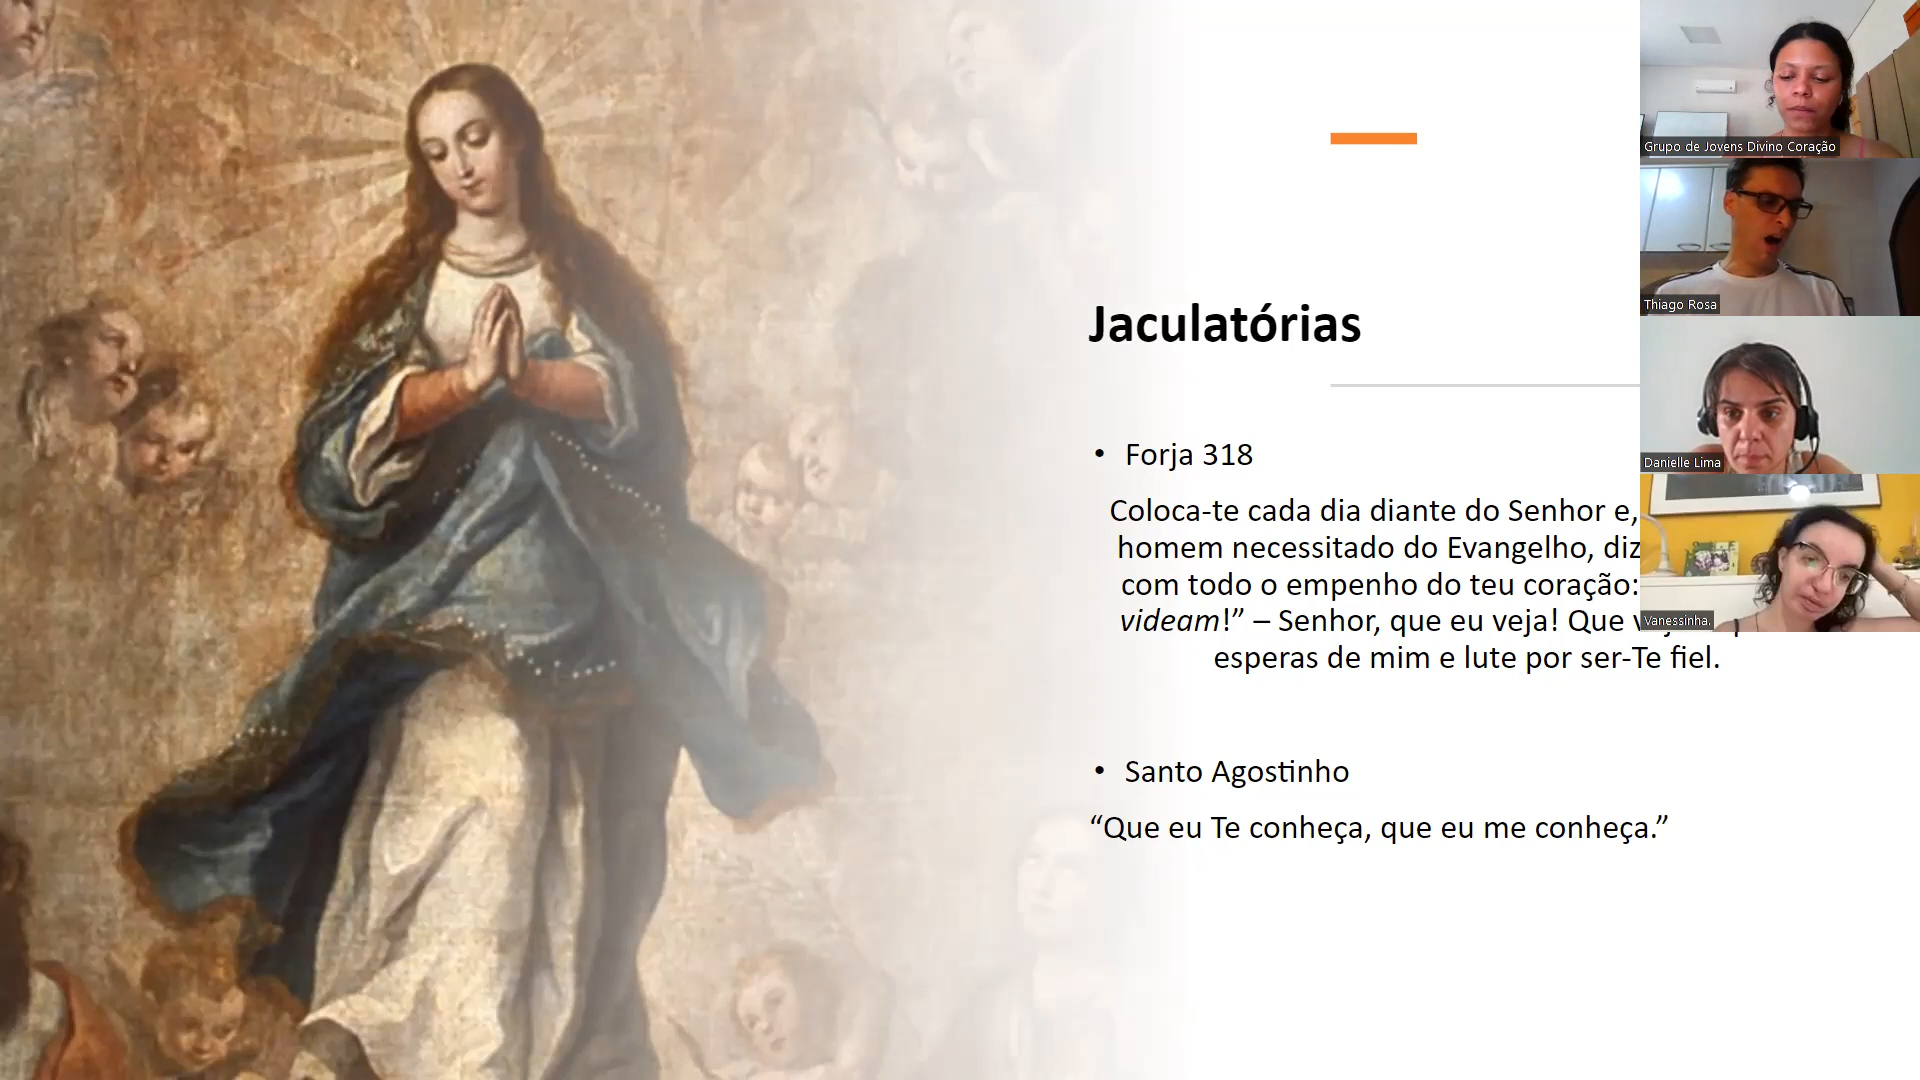 Jaculatórias
• Forja 318
Coloca-te cada dia diante do Senhor e,
homem necessitado do Evangelho, diz
com todo o empenho do teu coração:
videam!” – Senhor, que eu veja! Que
esperas de mim e lute por ser-Te fiel.
• Santo Agostinho
“Que eu Te conheça, que eu me conheça.”
Grupo de Jovens Divino Coração
Thiago Rosa
Danielle Lima
Vanessinha.